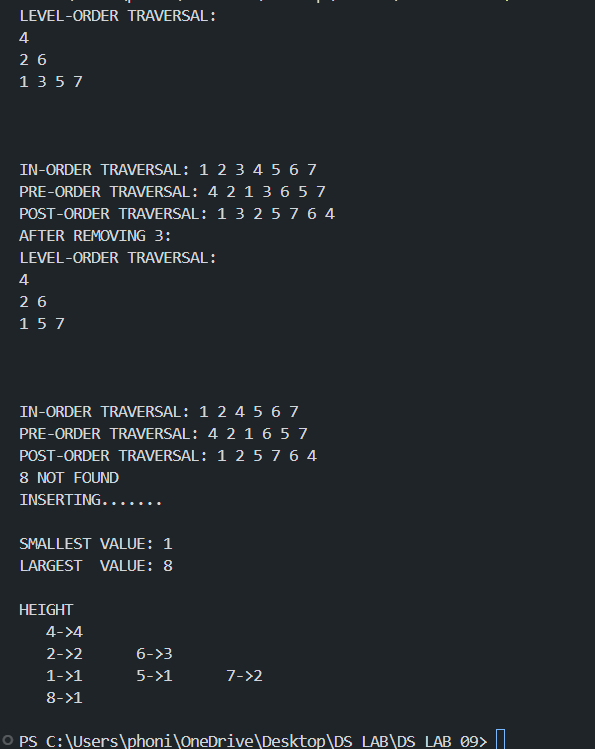 LEVEL-ORDER TRAVERSAL:
4
2 6
1 3 5 7
IN-ORDER TRAVERSAL: 1 2 3 4 5 6 7
PRE-ORDER TRAVERSAL: 4 2 1 3 6 5 7
POST-ORDER TRAVERSAL: 1 3 2 5 7 6 4
AFTER REMOVING 3:
LEVEL-ORDER TRAVERSAL:
4
2 6
1 5 7
IN-ORDER TRAVERSAL: 1 2 4 5 6 7
PRE-ORDER TRAVERSAL: 4 2 1 6 5 7
POST-ORDER TRAVERSAL: 1 2 5 7 6 4
8 NOT FOUND
INSERTING.......
SMALLEST VALUE: 1
LARGEST  VALUE: 8
HEIGHT
4->4
2->2      6->3
1->1      5->1      7->2
8->1
PS C:\Users\phoni\OneDrive\Desktop\DS LAB\DS LAB 09>